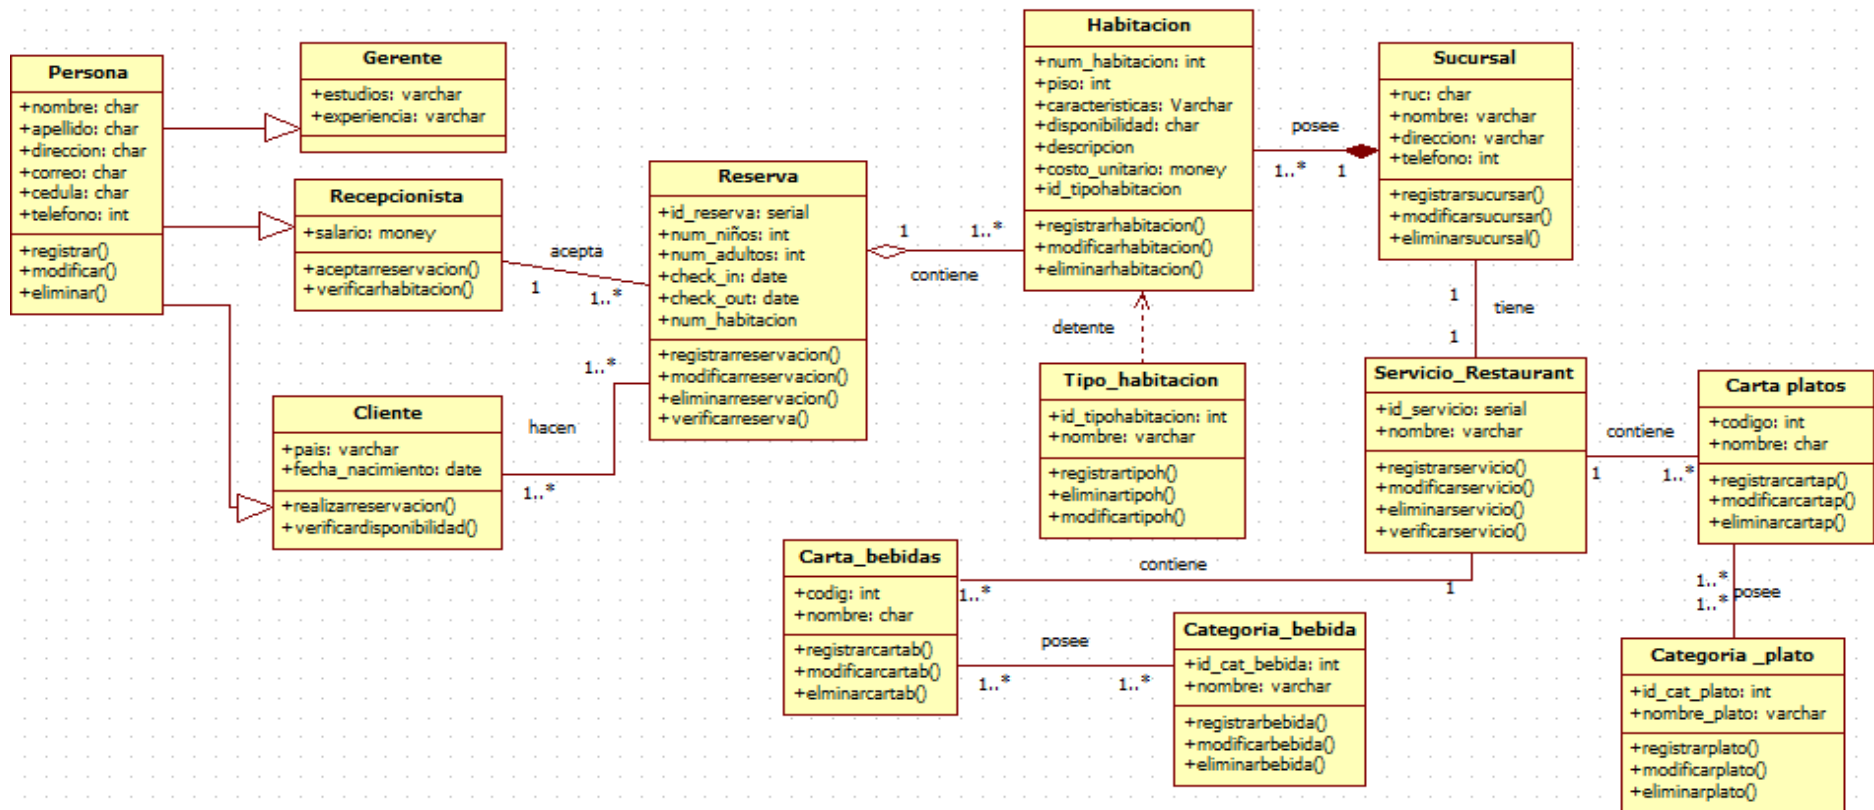 Persona
+nombre: char
+apellido: char
+direccion: char
+correo: char
+cedula: char
+telefono: int
+registrar()
+modificar()
+eliminar()
Gerente
+estudios: varchar
+experiencia: varchar
Recepcionista
+salario: money
+aceptarreservacion()
+verificarhabitacion()
acepta
1
1..*
Cliente
+pais: varchar
+fecha_nacimiento: date
+realizarreservacion()
+verificardisponibilidad()
hacen
1..*
1..*
Reserva
+id_reserva: serial
+num_niños: int
+num_adultos: int
+check_in: date
+check_out: date
+num_habitacion
+registrarreservacion()
+modificarreservacion()
+eliminarreservacion()
+verificarreserva()
1
1..*
contiene
Habitacion
+num_habitacion: int
+piso: int
+caracteristicas: Varchar
+disponibilidad: char
+descripcion
+costo_unitario: money
+id_tipohabitacion
+registrarhabitacion()
+modificarhabitacion()
+eliminarhabitacion()
posee
1..*
1
Sucursal
+ruc: char
+nombre: varchar
+direccion: varchar
+telefono: int
+registrarsucursar()
+modificarsucursar()
+eliminarsucursal()
detente
Tipo_habitacion
+id_tipohabitacion: int
+nombre: varchar
+registrartipoh()
+eliminartipoh()
+modificartipoh()
1
tiene
1
Servicio_Restaurant
+id_servicio: serial
+nombre: varchar
+registrarservicio()
+modificarservicio()
+eliminarservicio()
+verificarservicio()
contiene
1
1..*
Carta platos
+codigo: int
+nombre: char
+registrarcartap()
+modificarcartap()
+eliminarcartap()
1..*
1..*
posee
Categoria _plato
+id_cat_plato: int
+nombre_plato: varchar
+registrarplato()
+modificarplato()
+eliminarplato()
Carta_bebidas
+codig: int
+nombre: char
+registrarcartab()
+modificarcartab()
+elminarcartab()
contiene
1..*
1
posee
1..*
1..*
Categoria_bebida
+id_cat_bebida: int
+nombre: varchar
+registrarbebida()
+modificarbebida()
+eliminarbebida()